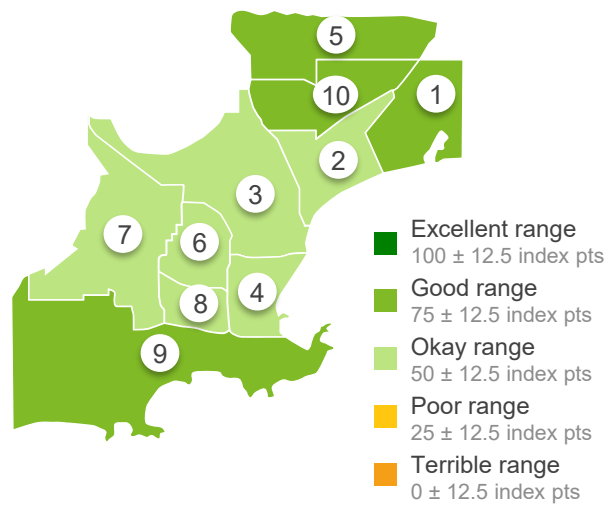 5
10
1
2
3
7
6
4
8
9
Excellent range
100 ± 12.5 index pts
Good range
75 ± 12.5 index pts
Okay range
50 ± 12.5 index pts
Poor range
25 ± 12.5 index pts
Terrible range
0 ± 12.5 index pts